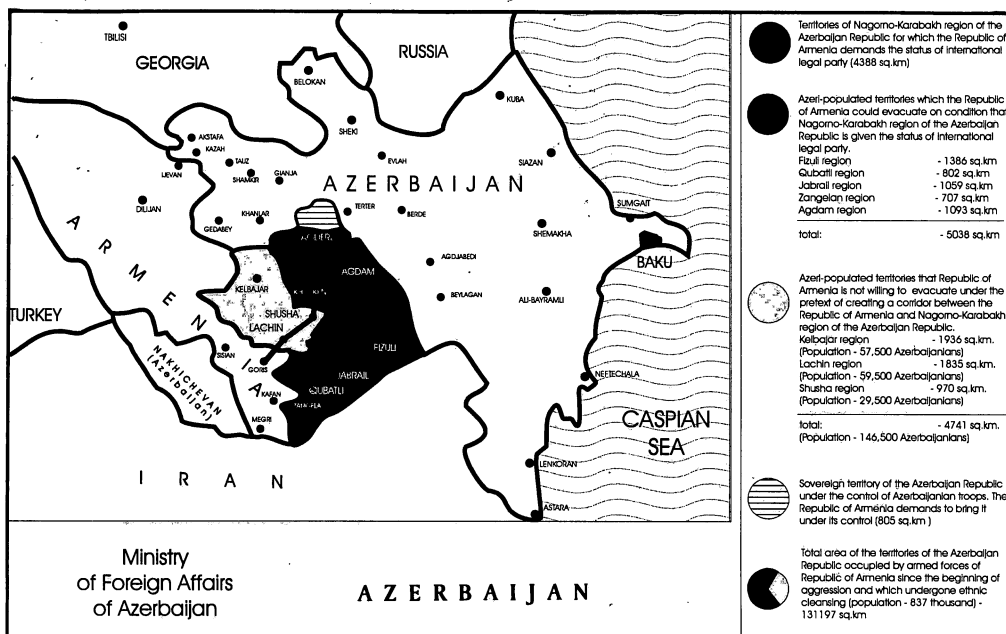 TBILISI
GEORGIA
RUSSIA
BELOKAN
KUBA
SHEKI
AKSTAFA
KAZAH
EVLAH
SIAZAN
TAUZ
IJEVAN
SHAMKIR
GIANJA
AZERBAIJAN
DILIJAN
TERTER
BERDE
SUMGAIT
KHANLAR
GEDABEY
SHEMAKHA
ARMENIA
AGDAM
AGDJABEDI
BAKU
KELBAJAR
BEYLAGAN
ALI-BAYRAMLI
SHUSHA
TURKEY
LACHIN
FIZULI
SISIAN
NAKHICHEVAN
(Azerbaijan)
GORIS
JABRAIL
NEFTECHALA
QUBATLI
KAFAN
MEGRI
CASPIAN
SEA
LENKORAN
IRAN
ASTARA
Ministry
of Foreign Affairs
of Azerbaijan
AZERBAIJAN
Territories of Nagorno-Karabakh region of the
Azerbaijan Republic for which the Republic of
Armenia demands the status of international
legal party (4388 sq.km)
Azeri-populated territories which the Republic
of Armenia could evacuate on condition that
Nagorno-Karabakh region of the Azerbaijan
Republic is given the status of international
legal party.
Fizuli region - 1386 sq.km
Qubatli region - 802 sq.km
Jabrail region - 1059 sq.km
Zangelan region - 707 sq.km
Agdam region - 1093 sq.km
total: - 5038 sq.km
Azeri-populated territories that Republic of
Armenia is not willing to evacuate under the
pretext of creating a corridor between the
Republic of Armenia and Nagorno-Karabakh
region of the Azerbaijan Republic.
Kelbajar region - 1936 sq.km.
(Population - 57,500 Azerbaijanians)
Lachin region - 1835 sq.km.
(Population - 59,500 Azerbaijanians)
Shusha region - 970 sq.km.
(Population - 29,500 Azerbaijanians)
total: - 4741 sq.km.
(Population - 146,500 Azerbaijanians)
Sovereign territory of the Azerbaijan Republic
under the control of Azerbaijanian troops. The
Republic of Armenia demands to bring it
under its control (805 sq.km )
Total area of the territories of the Azerbaijan
Republic occupied by armed forces of
Republic of Armenia since the beginning of
aggression and which undergone ethnic
cleansing (population - 837 thousand) -
131197 sq.km